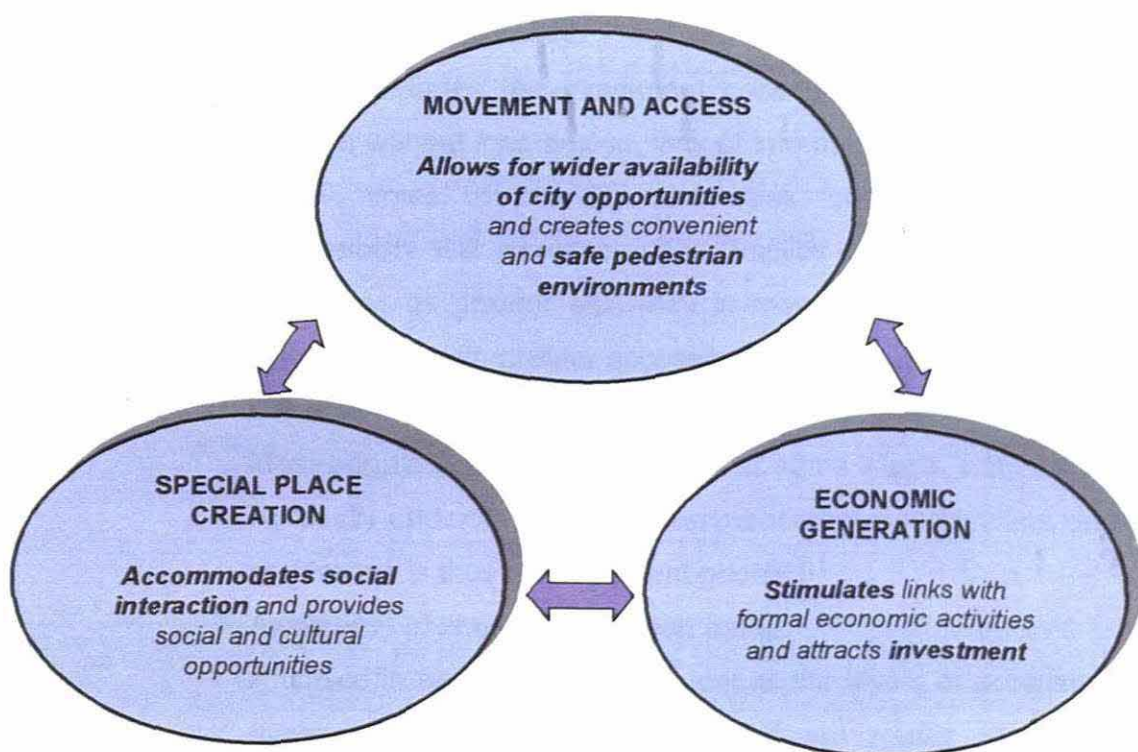 MOVEMENT AND ACCESS
Allows for wider availability
of city opportunities
and creates convenient
and safe pedestrian
environments
SPECIAL PLACE
CREATION
Accommodates social
interaction and provides
social and cultural
opportunities
ECONOMIC
GENERATION
Stimulates links with
formal economic activities
and attracts investment